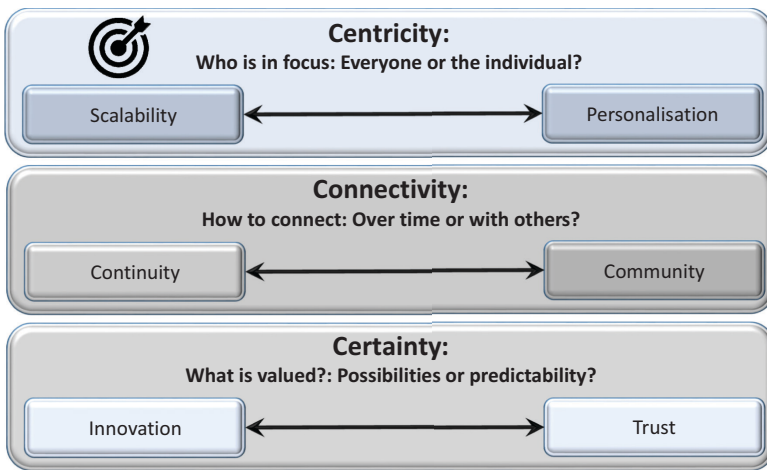 Centricity:
Who is in focus: Everyone or the individual?
Scalability
Personalisation
Connectivity:
How to connect: Over time or with others?
Continuity
Community
Certainty:
What is valued?: Possibilities or predictability?
Innovation
Trust